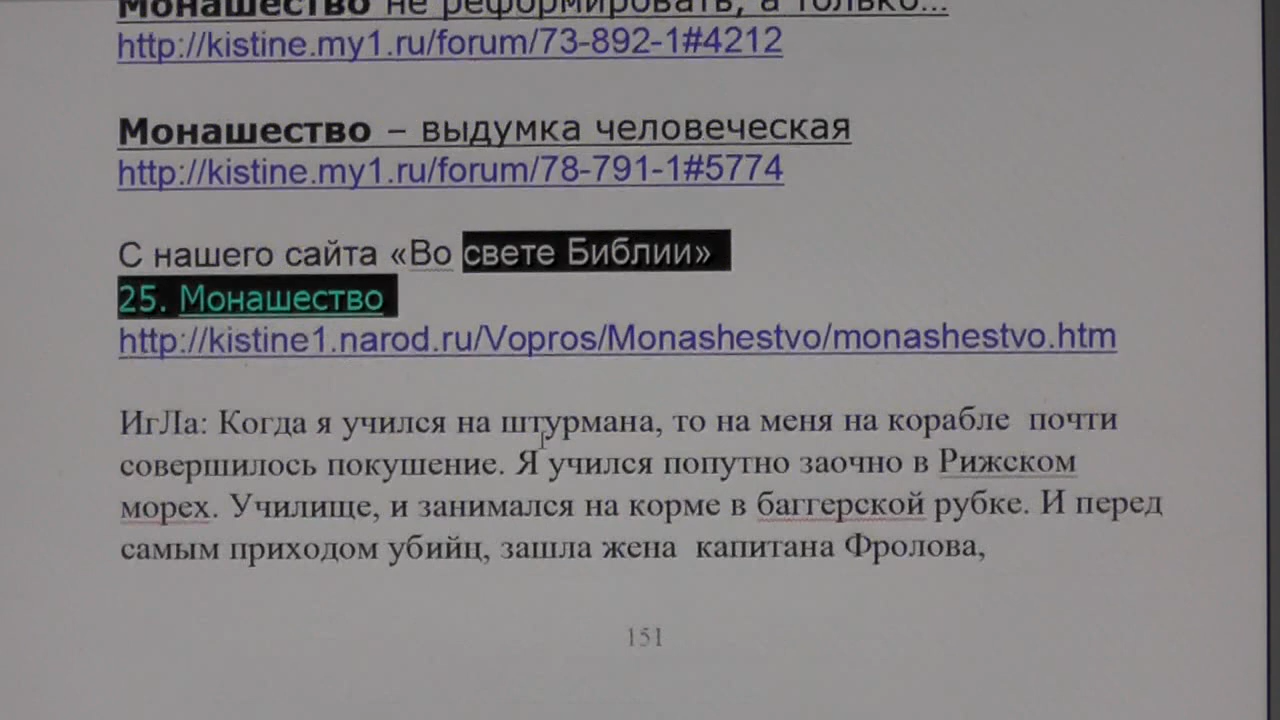 Монашество не реформировать, а только...
http://kistine.my1.ru/forum/73-892-1#4212
Монашество – выдумка человеческая
http://kistine.my1.ru/forum/78-791-1#5774
С нашего сайта «Во свете Библии»
25. Монашество
http://kistine1.narod.ru/Vopros/Monashestvo/monashestvo.htm
ИгЛа: Когда я учился на штурмана, то на меня на корабле  почти
совершилось покушение. Я учился попутно заочно в Рижском
морех. Училище, и занимался на корме в баггерской рубке. И перед
самым приходом убийц, зашла жена  капитана Фролова,
151